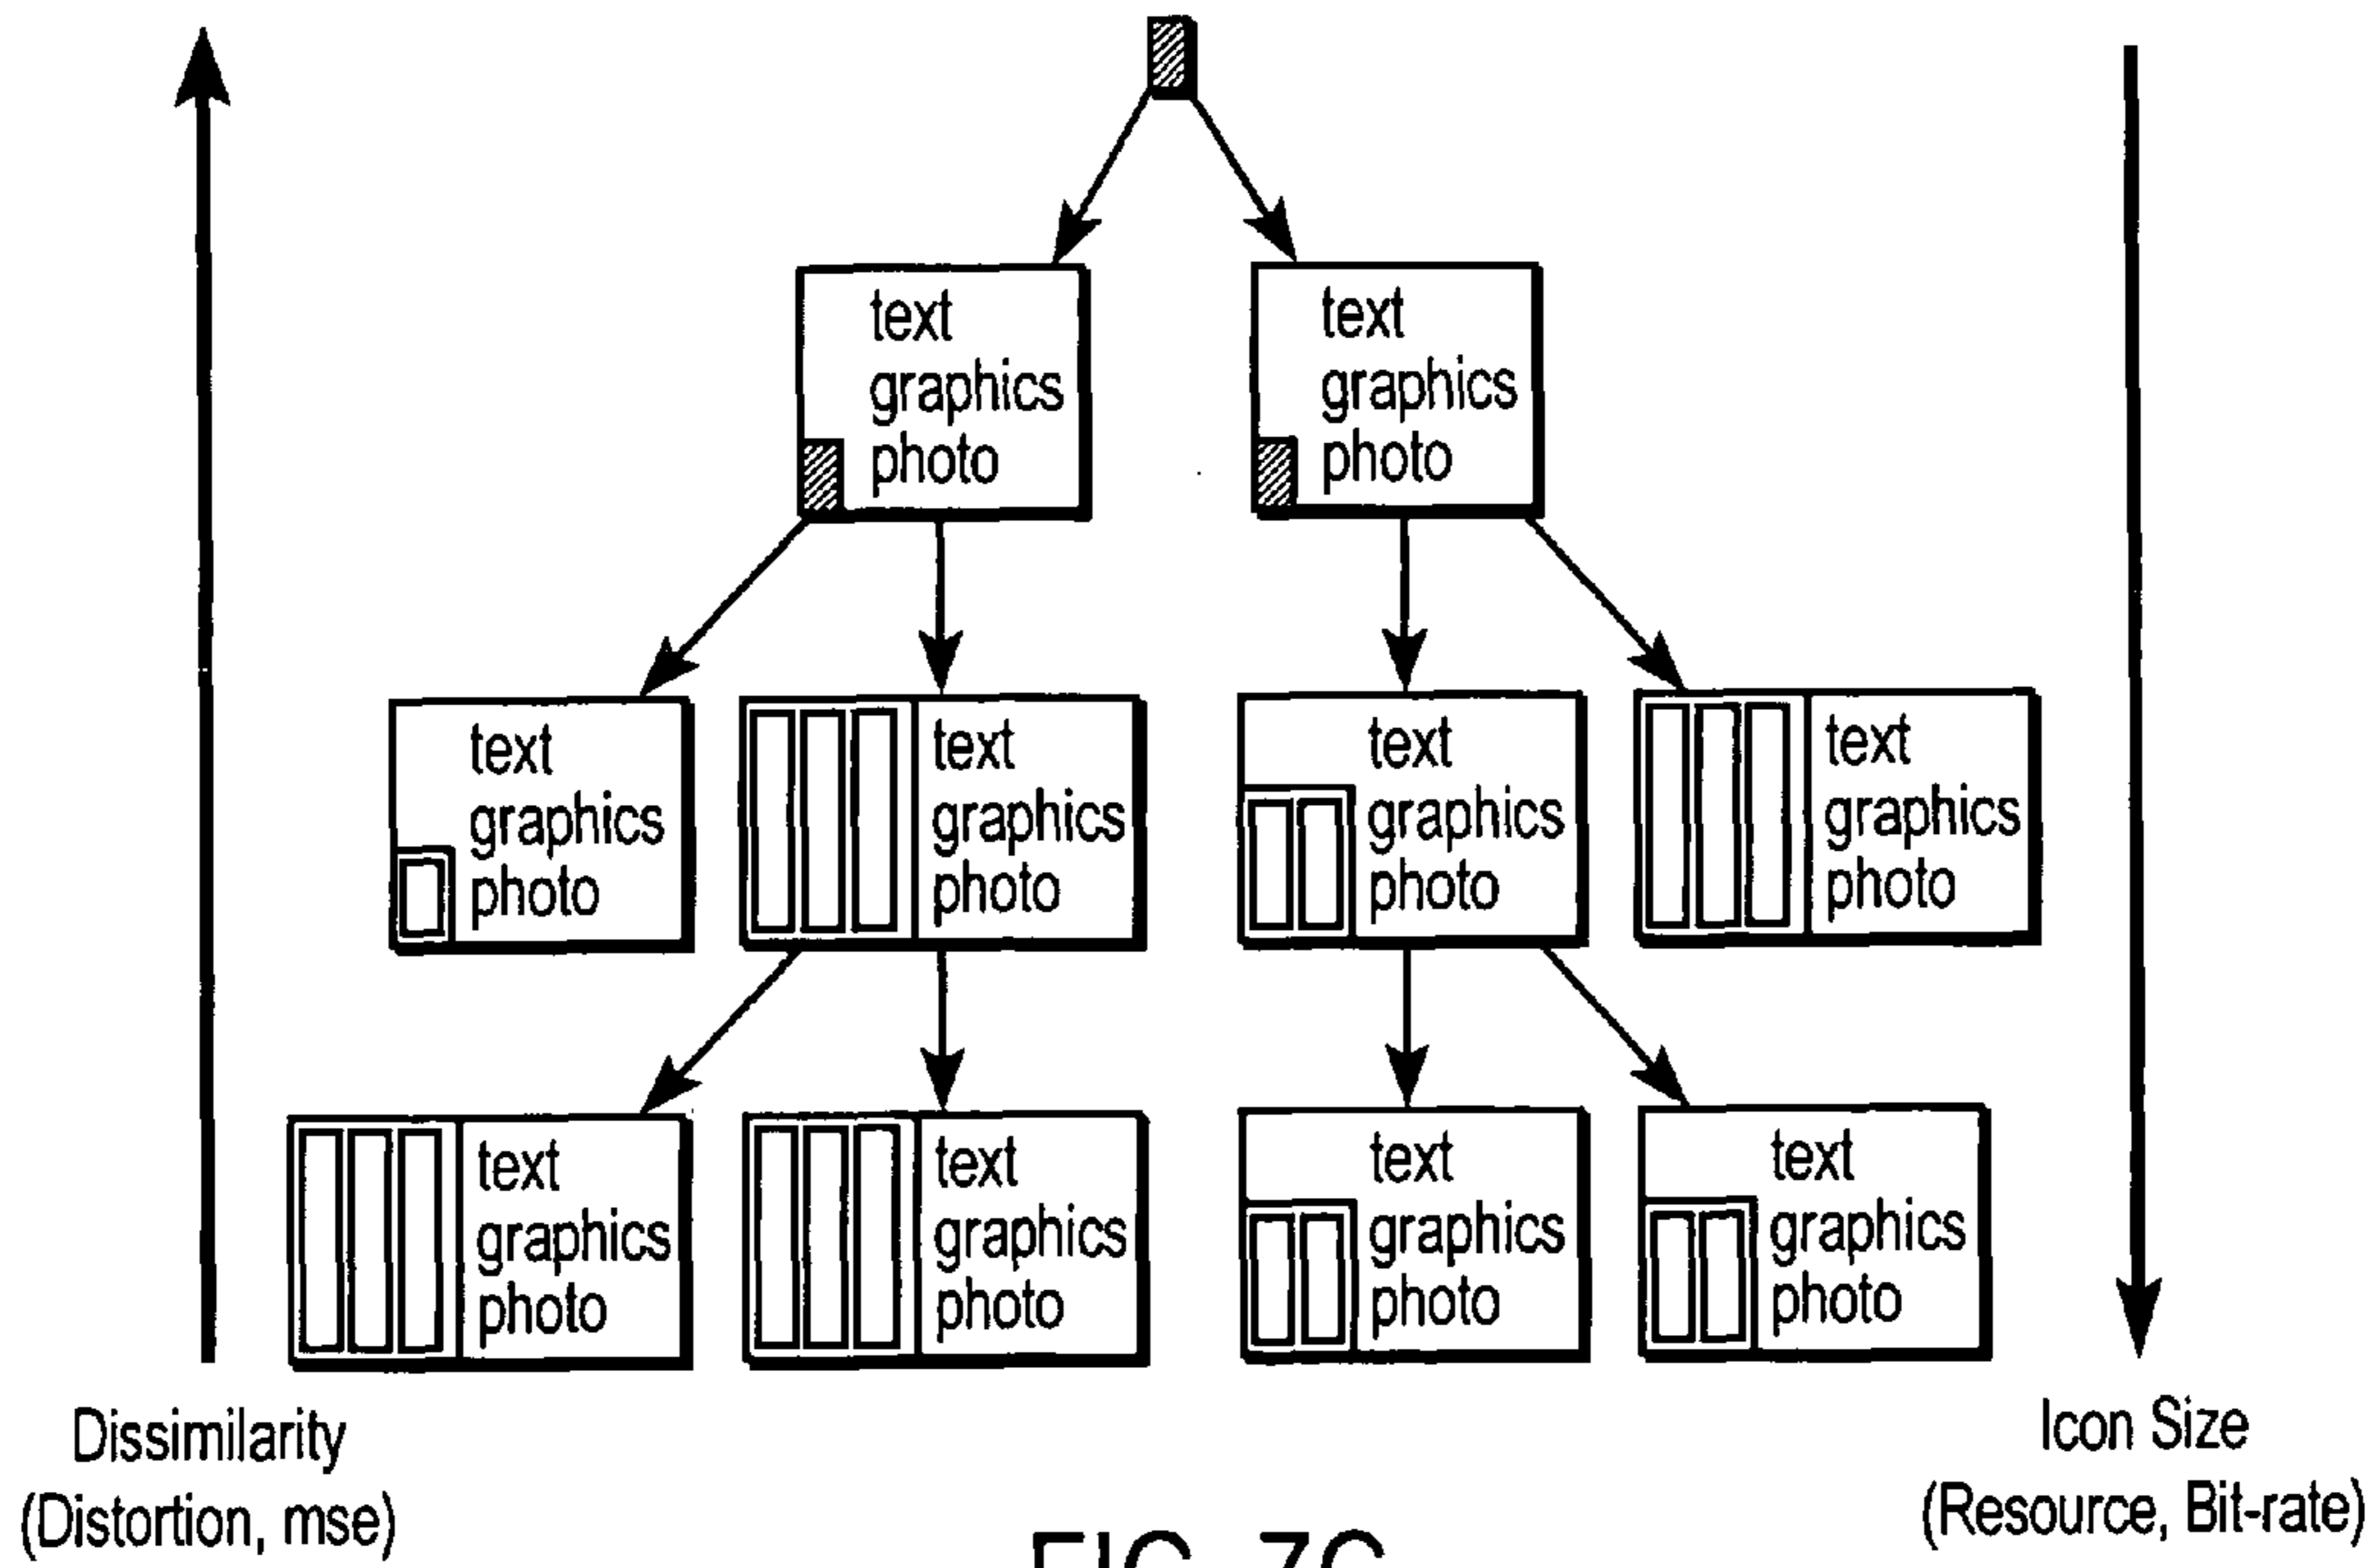 text
graphics
photo
text
graphics
photo
text
graphics
photo
text
graphics
photo
text
graphics
photo
text
graphics
photo
text
graphics
photo
text
graphics
photo
text
graphics
photo
text
graphics
photo
Dissimilarity
(Distortion, mse)
Icon Size
(Resource, Bit-rate)
FIG. 7C